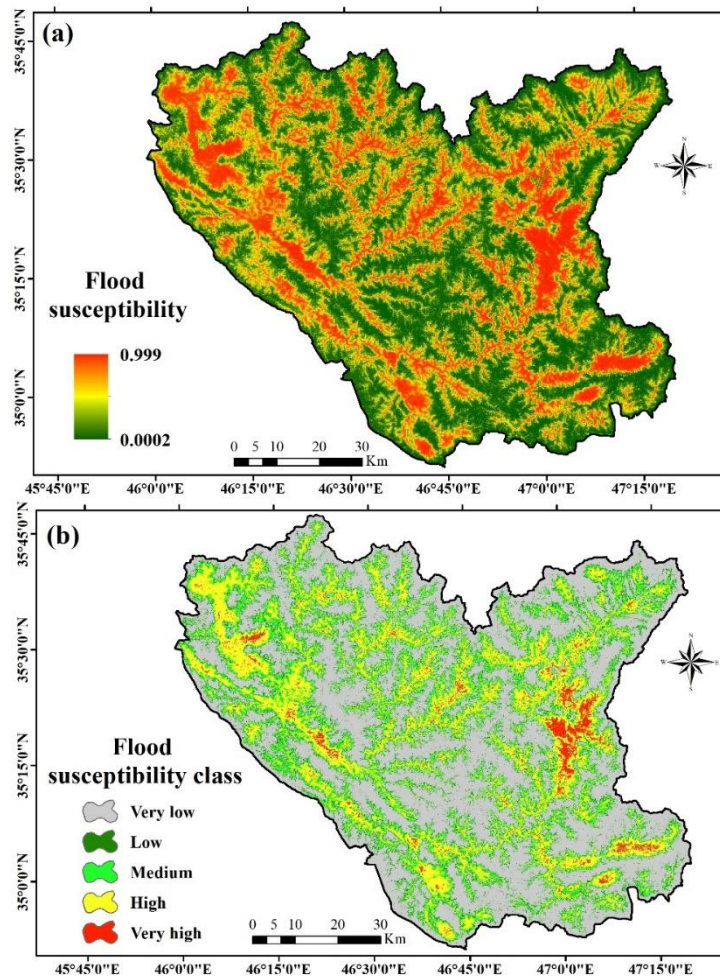 (a)
35°45'0"N
35°30'0"N
35°15'0"N
35°0'0"N
N
W
E
S
Flood
susceptibility
0.999
0.0002
0 5 10 20 30
Km
45°45'0"E 46°0'0"E 46°15'0"E 46°30'0"E 46°45'0"E 47°0'0"E 47°15'0"E
(b)
35°45'0"N
35°30'0"N
35°15'0"N
35°0'0"N
N
W
E
S
Flood
susceptibility class
Very low
Low
Medium
High
Very high
0 5 10 20 30
Km
45°45'0"E 46°0'0"E 46°15'0"E 46°30'0"E 46°45'0"E 47°0'0"E 47°15'0"E